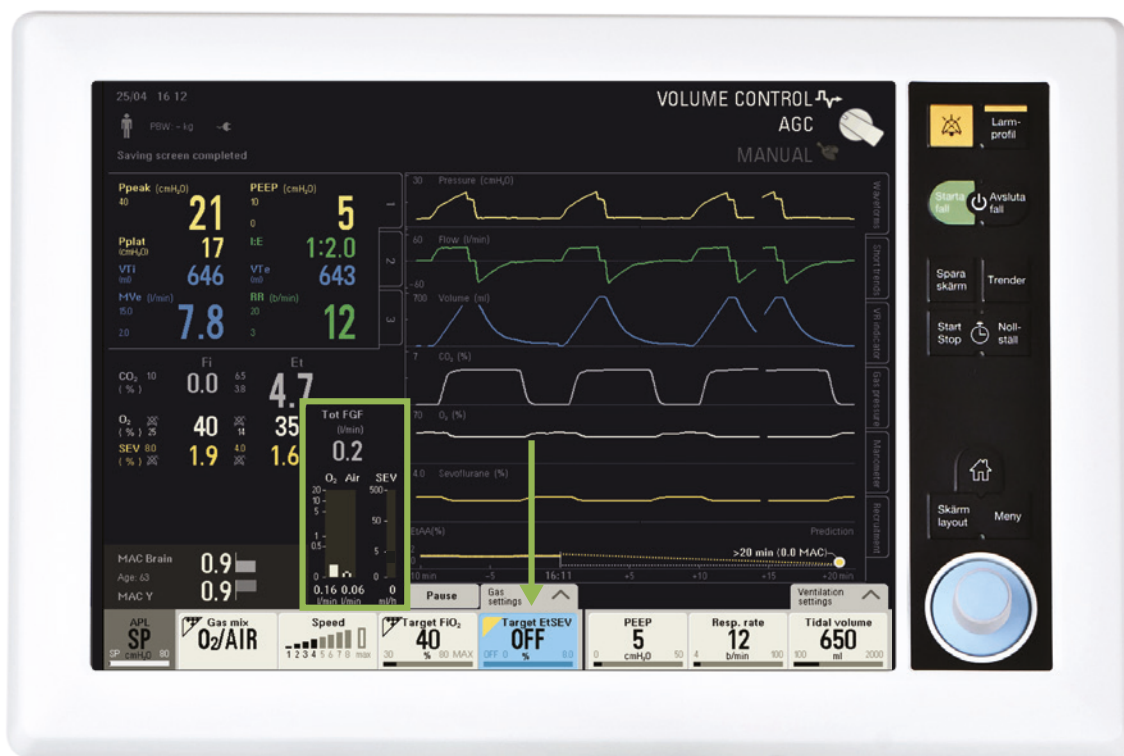 25/04 16 12
PBW: - kg
Saving screen completed
VOLUME CONTROL
AGC
MANUAL
Ppeak (cmH₂O)
40
21
PEEP (cmH₂O)
10
0
5
Pplat
(cmH₂O)
17
I:E
1:2.0
VTi
(ml)
646
VTe
(ml)
643
MVe (l/min)
15.0
2.0
7.8
RR (b/min)
20
3
12
1
2
3
Fi
Et
CO₂ 10
(%)
0.0
6.5
3.8
4.7
O₂
(%) 25
40
14
35
SEV 8.0
(%)
1.9
4.0
1.6
Tot FGF
(l/min)
0.2
O₂ Air SEV
20
10
5
1
0.5
0
500
50
5
0
0.16 0.06 0
l/min l/min ml/h
MAC Brain 0.9
Age: 63
MAC Y 0.9
30 Pressure (cmH₂O)
60 Flow (l/min)
-60
700 Volume (ml)
7 CO₂ (%)
70 O₂ (%)
4.0 Sevoflurane (%)
EtAA(%)
Prediction
>20 min (0.0 MAC)
-5 16:11 +5 +10 +15 +20 min
Waveforms
Short trends
VR indicator
Gas pressure
Manometer
Recruitment
Pause
Gas
settings
Ventilation
settings
APL
SP
SP cmH₂O 80
Gas mix
O₂/AIR
Speed
1 2 3 4 5 6 7 8 max
Target FiO₂
40
30 % 80 MAX
Target EtSEV
OFF
OFF 0 % 8.0
PEEP
5
0 cmH₂O 50
Resp. rate
12
4 b/min 100
Tidal volume
650
100 ml 2000
Larm-
profil
Starta
fall
Avsluta
fall
Spara
skärm
Trender
Start
Stop
Noll-
ställ
Skärm
layout
Meny